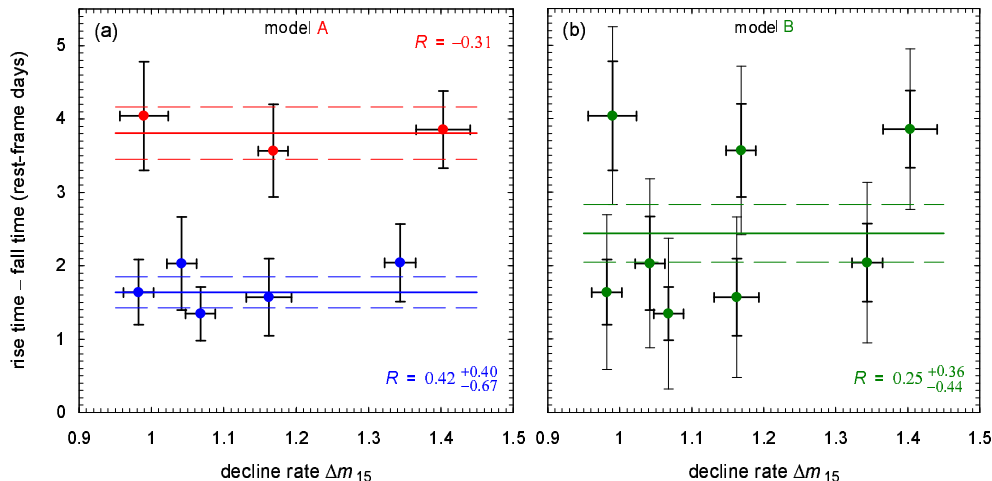 (a)
model A
R = −0.31
(b)
model B
rise time – fall time (rest-frame days)
5
4
3
2
1
0
R = 0.42 +0.40 −0.67
R = 0.25 +0.36 −0.44
0.9 1 1.1 1.2 1.3 1.4 1.5
0.9 1 1.1 1.2 1.3 1.4 1.5
decline rate Δm15
decline rate Δm15